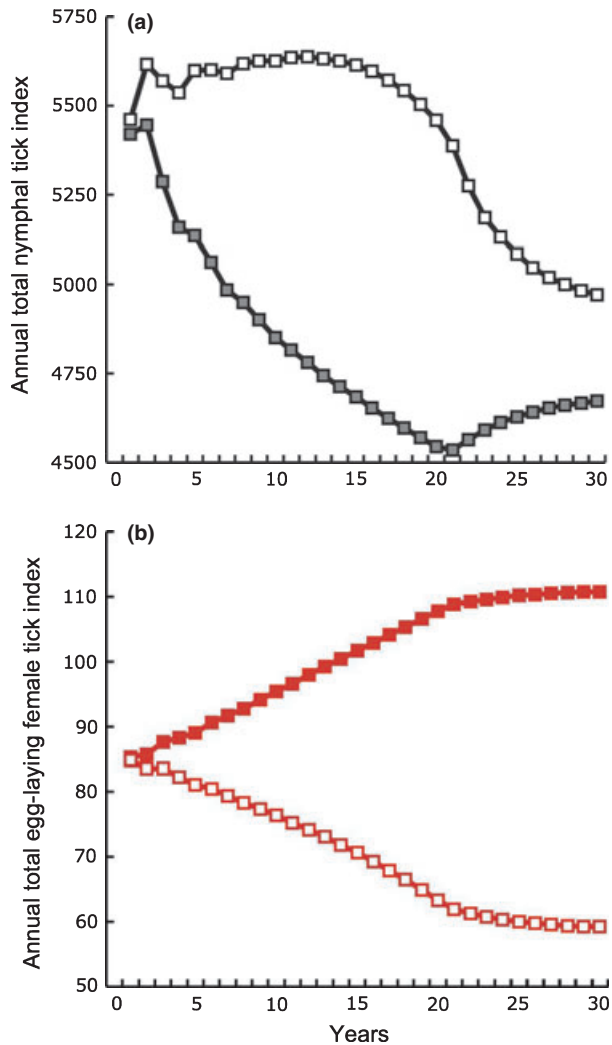 (a)
Annual total nymphal tick index
5750
5500
5250
5000
4750
4500
0 5 10 15 20 25 30
(b)
Annual total egg-laying female tick index
120
110
100
90
80
70
60
50
0 5 10 15 20 25 30
Years